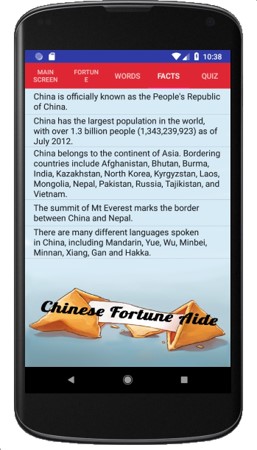 10:38
MAIN
SCREEN
FORTUN
E
WORDS
FACTS
QUIZ
China is officially known as the People's Republic
of China.
China has the largest population in the world,
with over 1.3 billion people (1,343,239,923) as of
July 2012.
China belongs to the continent of Asia. Bordering
countries include Afghanistan, Bhutan, Burma,
India, Kazakhstan, North Korea, Kyrgyzstan, Laos,
Mongolia, Nepal, Pakistan, Russia, Tajikistan, and
Vietnam.
The summit of Mt Everest marks the border
between China and Nepal.
There are many different languages spoken
in China, including Mandarin, Yue, Wu, Minbei,
Minnan, Xiang, Gan and Hakka.
Chinese Fortune Aide